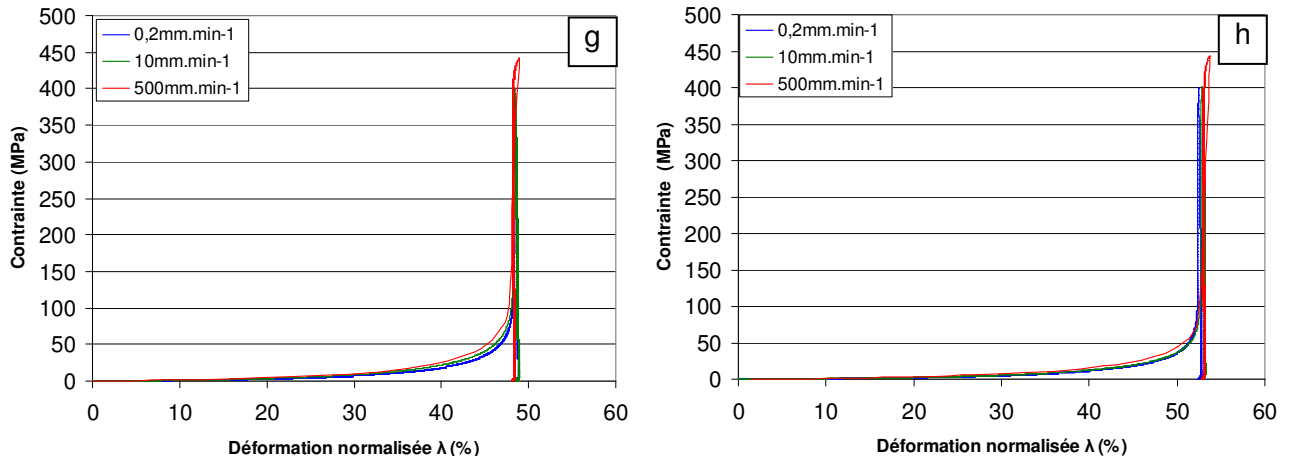 500
450
400
350
300
250
200
150
100
50
0
Contrainte (MPa)
0,2mm.min-1
10mm.min-1
500mm.min-1
g
0 10 20 30 40 50 60
Déformation normalisée λ (%)
500
450
400
350
300
250
200
150
100
50
0
Contrainte (MPa)
0,2mm.min-1
10mm.min-1
500mm.min-1
h
0 10 20 30 40 50 60
Déformation normalisée λ (%)